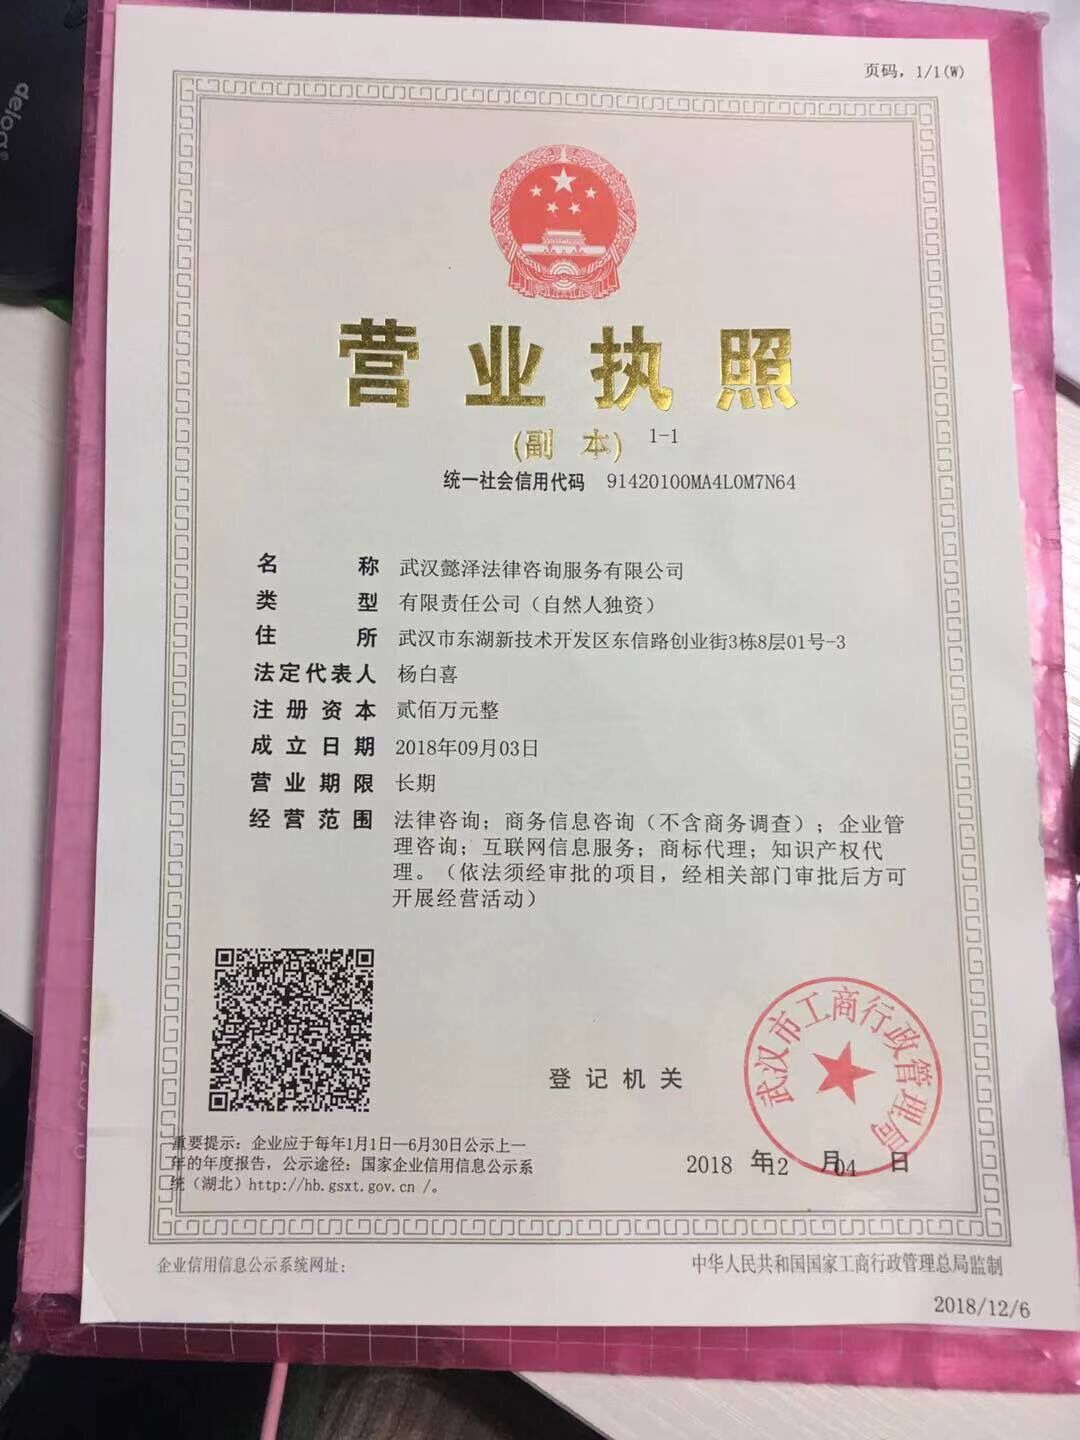 delog
页码，1/1(W)
营业执照
(副 本) 1-1
统一社会信用代码 91420100MA4L0M7N64
名称 武汉懿泽法律咨询服务有限公司
类型 有限责任公司（自然人独资）
住所 武汉市东湖新技术开发区东信路创业街3栋8层01号-3
法定代表人 杨白喜
注册资本 贰佰万元整
成立日期 2018年09月03日
营业期限 长期
经营范围 法律咨询；商务信息咨询（不含商务调查）；企业管
理咨询；互联网信息服务；商标代理；知识产权代
理。（依法须经审批的项目，经相关部门审批后方可
开展经营活动）
登记机关
武汉市工商行政管理局
2018 年12 月04 日
重要提示：企业应于每年1月1日—6月30日公示上一
年的年度报告，公示途径：国家企业信用信息公示系
统（湖北）http://hb.gsxt.gov.cn /。
企业信用信息公示系统网址：
中华人民共和国国家工商行政管理总局监制
2018/12/6